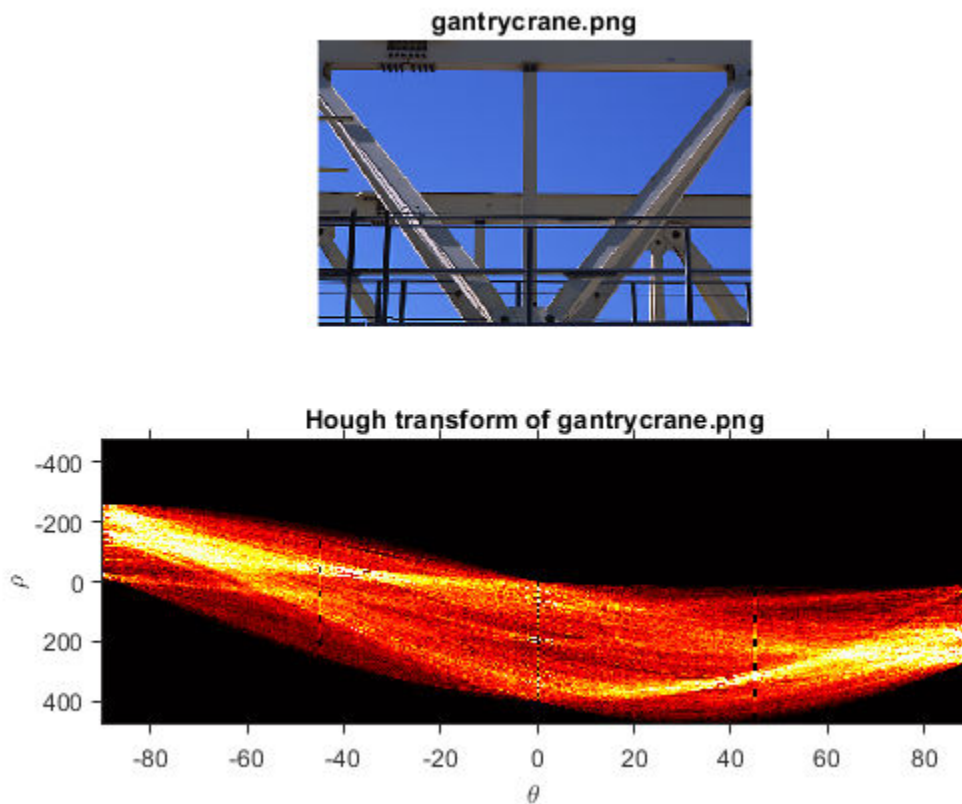 gantrycrane.png
Hough transform of gantrycrane.png
-400
-200
0
200
400
ρ
-80 -60 -40 -20 0 20 40 60 80
θ